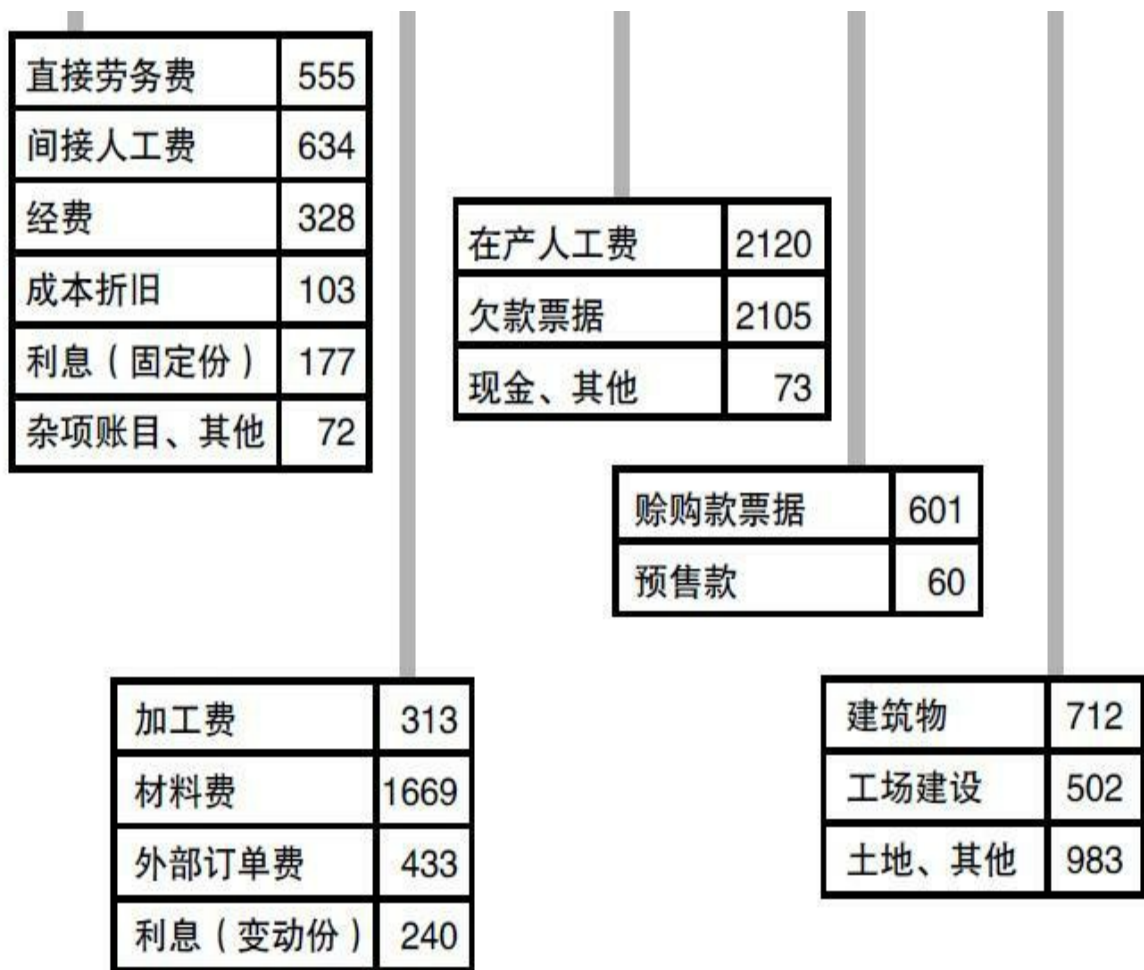 直接劳务费 555
间接人工费 634
经费 328
成本折旧 103
利息（固定份） 177
杂项账目、其他 72
在产人工费 2120
欠款票据 2105
现金、其他 73
赊购款票据 601
预售款 60
加工费 313
材料费 1669
外部订单费 433
利息（变动份） 240
建筑物 712
工场建设 502
土地、其他 983